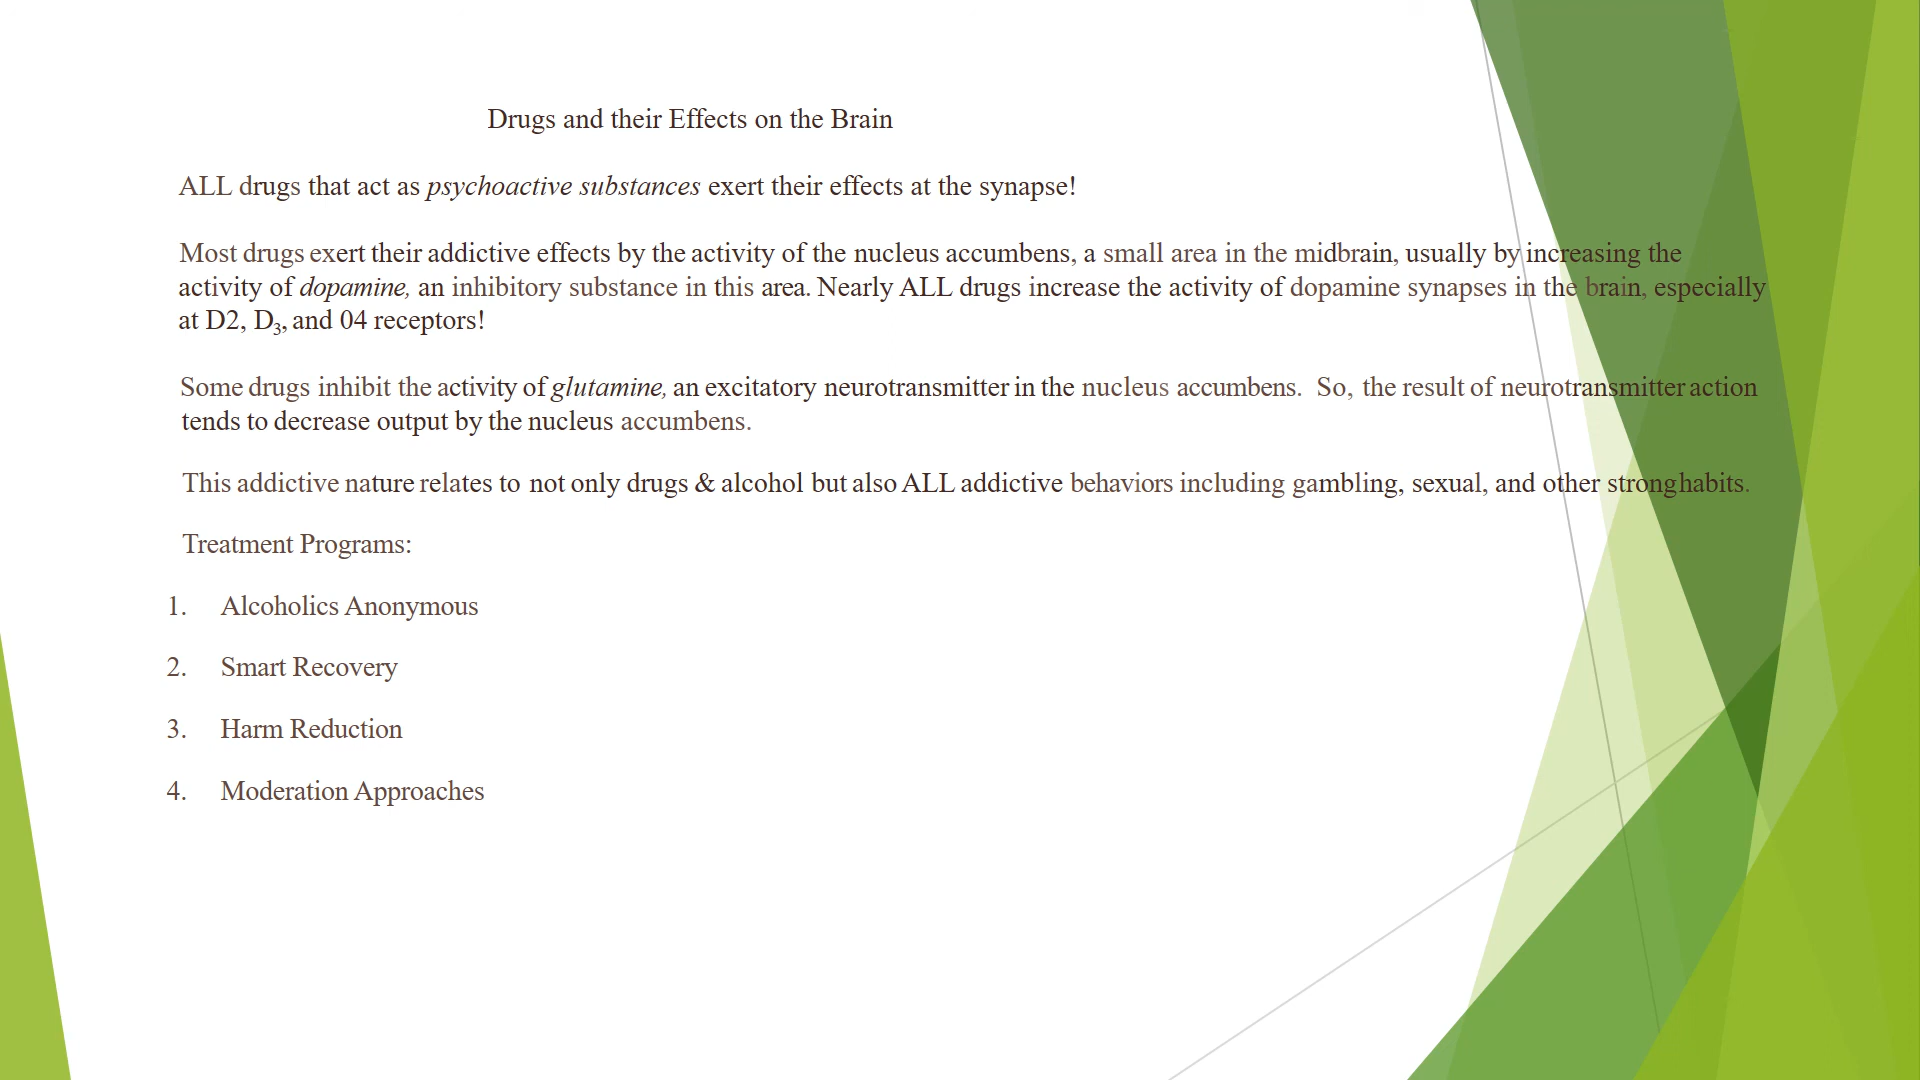 Drugs and their Effects on the Brain
ALL drugs that act as psychoactive substances exert their effects at the synapse!
Most drugs exert their addictive effects by the activity of the nucleus accumbens, a small area in the midbrain, usually by increasing the
activity of dopamine, an inhibitory substance in this area. Nearly ALL drugs increase the activity of dopamine synapses in the brain, especially
at D2, D3, and 04 receptors!
Some drugs inhibit the activity of glutamine, an excitatory neurotransmitter in the nucleus accumbens. So, the result of neurotransmitter action
tends to decrease output by the nucleus accumbens.
This addictive nature relates to not only drugs & alcohol but also ALL addictive behaviors including gambling, sexual, and other strong habits.
Treatment Programs:
1. Alcoholics Anonymous
2. Smart Recovery
3. Harm Reduction
4. Moderation Approaches